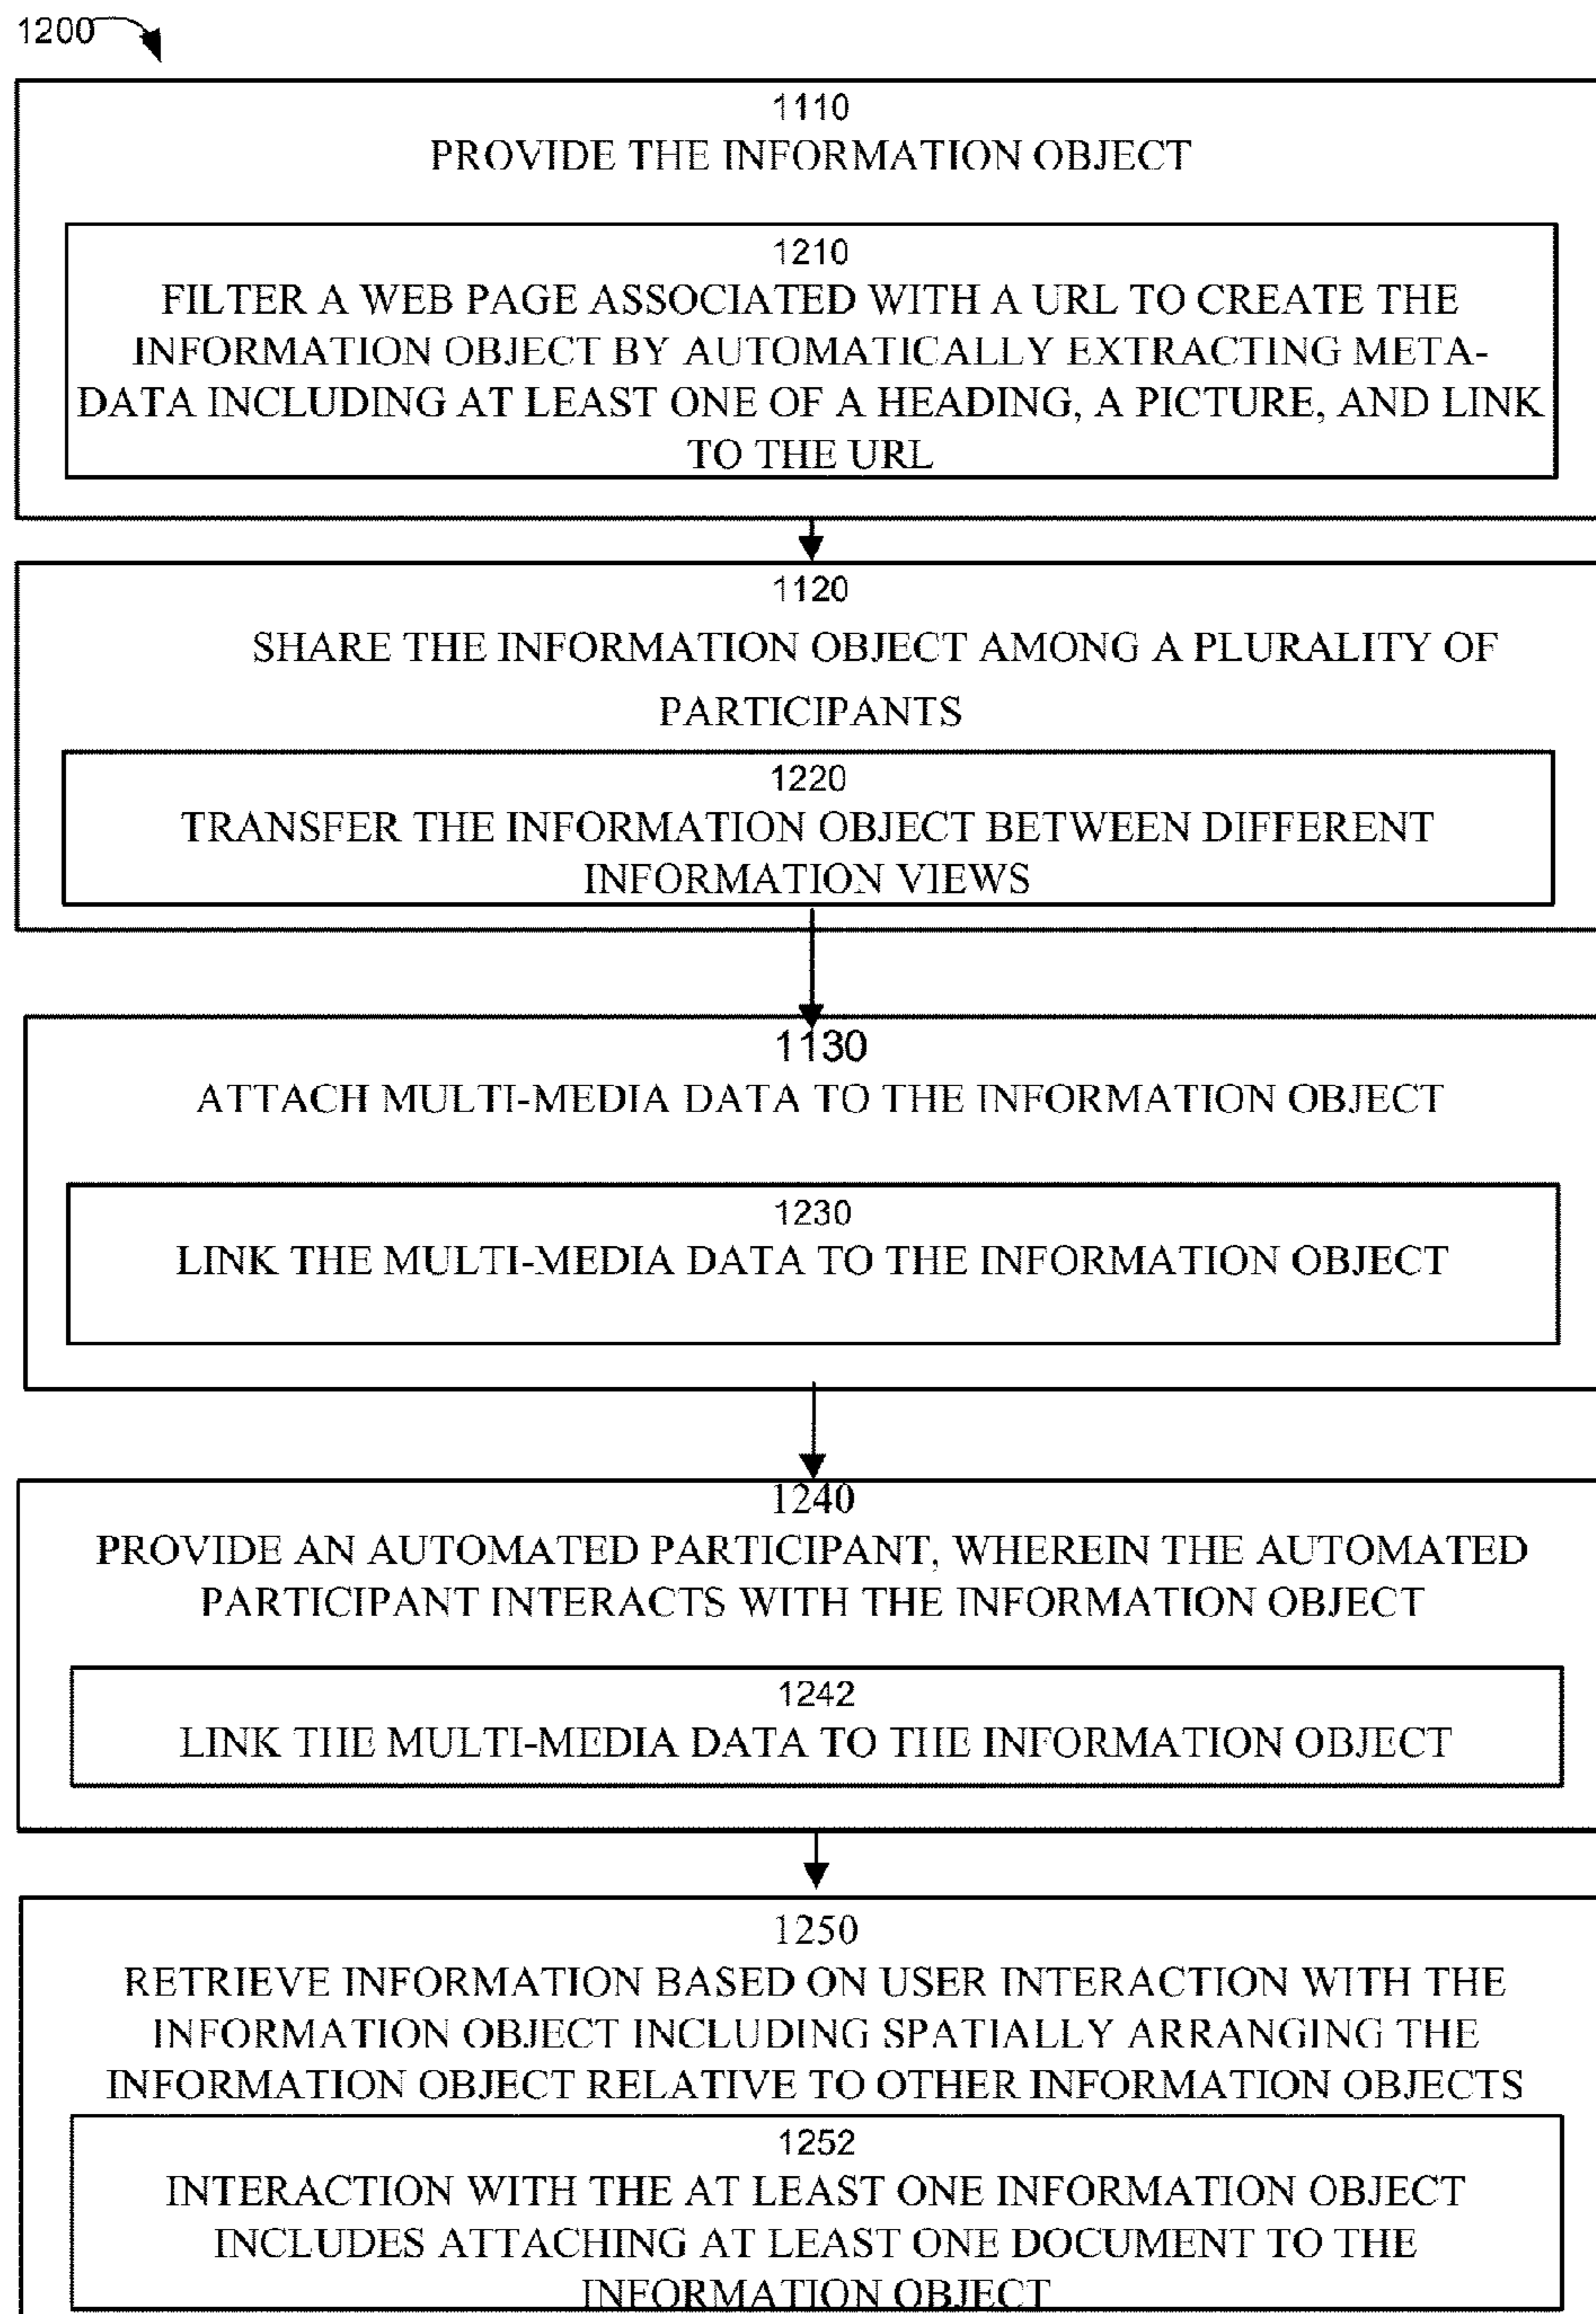 1200
1110
PROVIDE THE INFORMATION OBJECT
1210
FILTER A WEB PAGE ASSOCIATED WITH A URL TO CREATE THE
INFORMATION OBJECT BY AUTOMATICALLY EXTRACTING META-
DATA INCLUDING AT LEAST ONE OF A HEADING, A PICTURE, AND LINK
TO THE URL
1120
SHARE THE INFORMATION OBJECT AMONG A PLURALITY OF
PARTICIPANTS
1220
TRANSFER THE INFORMATION OBJECT BETWEEN DIFFERENT
INFORMATION VIEWS
1130
ATTACH MULTI-MEDIA DATA TO THE INFORMATION OBJECT
1230
LINK THE MULTI-MEDIA DATA TO THE INFORMATION OBJECT
1240
PROVIDE AN AUTOMATED PARTICIPANT, WHEREIN THE AUTOMATED
PARTICIPANT INTERACTS WITH THE INFORMATION OBJECT
1242
LINK THE MULTI-MEDIA DATA TO THE INFORMATION OBJECT
1250
RETRIEVE INFORMATION BASED ON USER INTERACTION WITH THE
INFORMATION OBJECT INCLUDING SPATIALLY ARRANGING THE
INFORMATION OBJECT RELATIVE TO OTHER INFORMATION OBJECTS
1252
INTERACTION WITH THE AT LEAST ONE INFORMATION OBJECT
INCLUDES ATTACHING AT LEAST ONE DOCUMENT TO THE
INFORMATION OBJECT